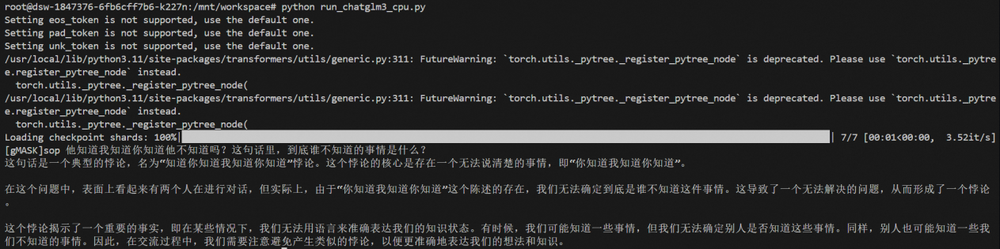 root@dsw-1847376-6fb6cff7b6-k227n:/mnt/workspace# python run_chatglm3_cpu.py
Setting eos_token is not supported, use the default one.
Setting pad_token is not supported, use the default one.
Setting unk_token is not supported, use the default one.
/usr/local/lib/python3.11/site-packages/transformers/utils/generic.py:311: FutureWarning: `torch.utils._pytree._register_pytree_node` is deprecated. Please use `torch.utils._pytre
e.register_pytree_node` instead.
  torch.utils._pytree._register_pytree_node(
/usr/local/lib/python3.11/site-packages/transformers/utils/generic.py:311: FutureWarning: `torch.utils._pytree._register_pytree_node` is deprecated. Please use `torch.utils._pytre
e.register_pytree_node` instead.
  torch.utils._pytree._register_pytree_node(
Loading checkpoint shards: 100%|| 7/7 [00:01<00:00,  3.52it/s]
[gMASK]sop 他知道我知道你知道他不知道吗？这句话里，到底谁不知道的事情是什么？
这句话是一个典型的悖论，名为“知道你知道我知道你知道”悖论。这个悖论的核心是存在一个无法说清楚的事情，即“你知道我知道你知道”。
在这个问题中，表面上看起来有两个人在进行对话，但实际上，由于“你知道我知道你知道”这个陈述的存在，我们无法确定到底是谁不知道这件事情。这导致了一个无法解决的问题，从而形成了一个悖论
。
这个悖论揭示了一个重要的事实，即在某些情况下，我们无法用语言来准确表达我们的知识状态。有时候，我们可能知道一些事情，但我们无法确定别人是否知道这些事情。同样，别人也可能知道一些我
们不知道的事情。因此，在交流过程中，我们需要注意避免产生类似的悖论，以便更准确地表达我们的想法和知识。